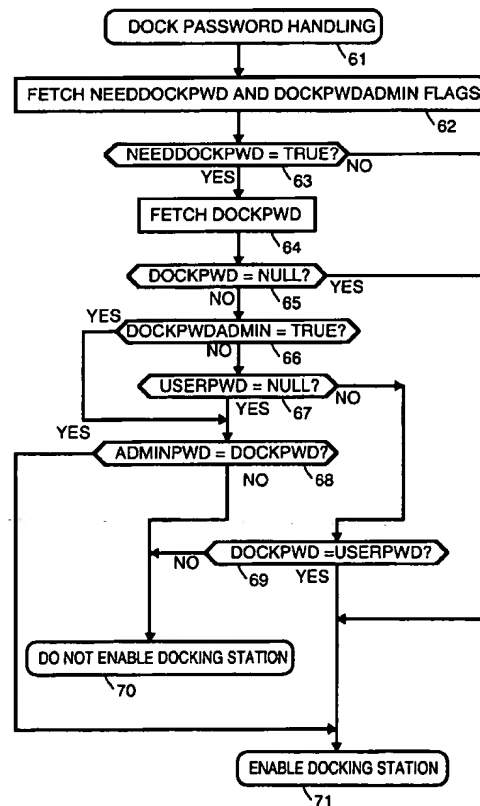 DOCK PASSWORD HANDLING
61
FETCH NEEDDOCKPWD AND DOCKPWDADMIN FLAGS
62
NEEDDOCKPWD = TRUE?
NO
YES
63
FETCH DOCKPWD
64
DOCKPWD = NULL?
YES
NO
65
YES
DOCKPWDADMIN = TRUE?
NO
66
USERPWD = NULL?
NO
YES
67
YES
ADMINPWD = DOCKPWD?
NO
68
DOCKPWD =USERPWD?
NO
69
YES
DO NOT ENABLE DOCKING STATION
70
ENABLE DOCKING STATION
71